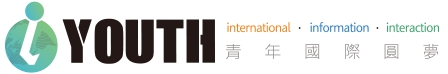 i YOUTH
international · information · interaction
青年國際圓夢